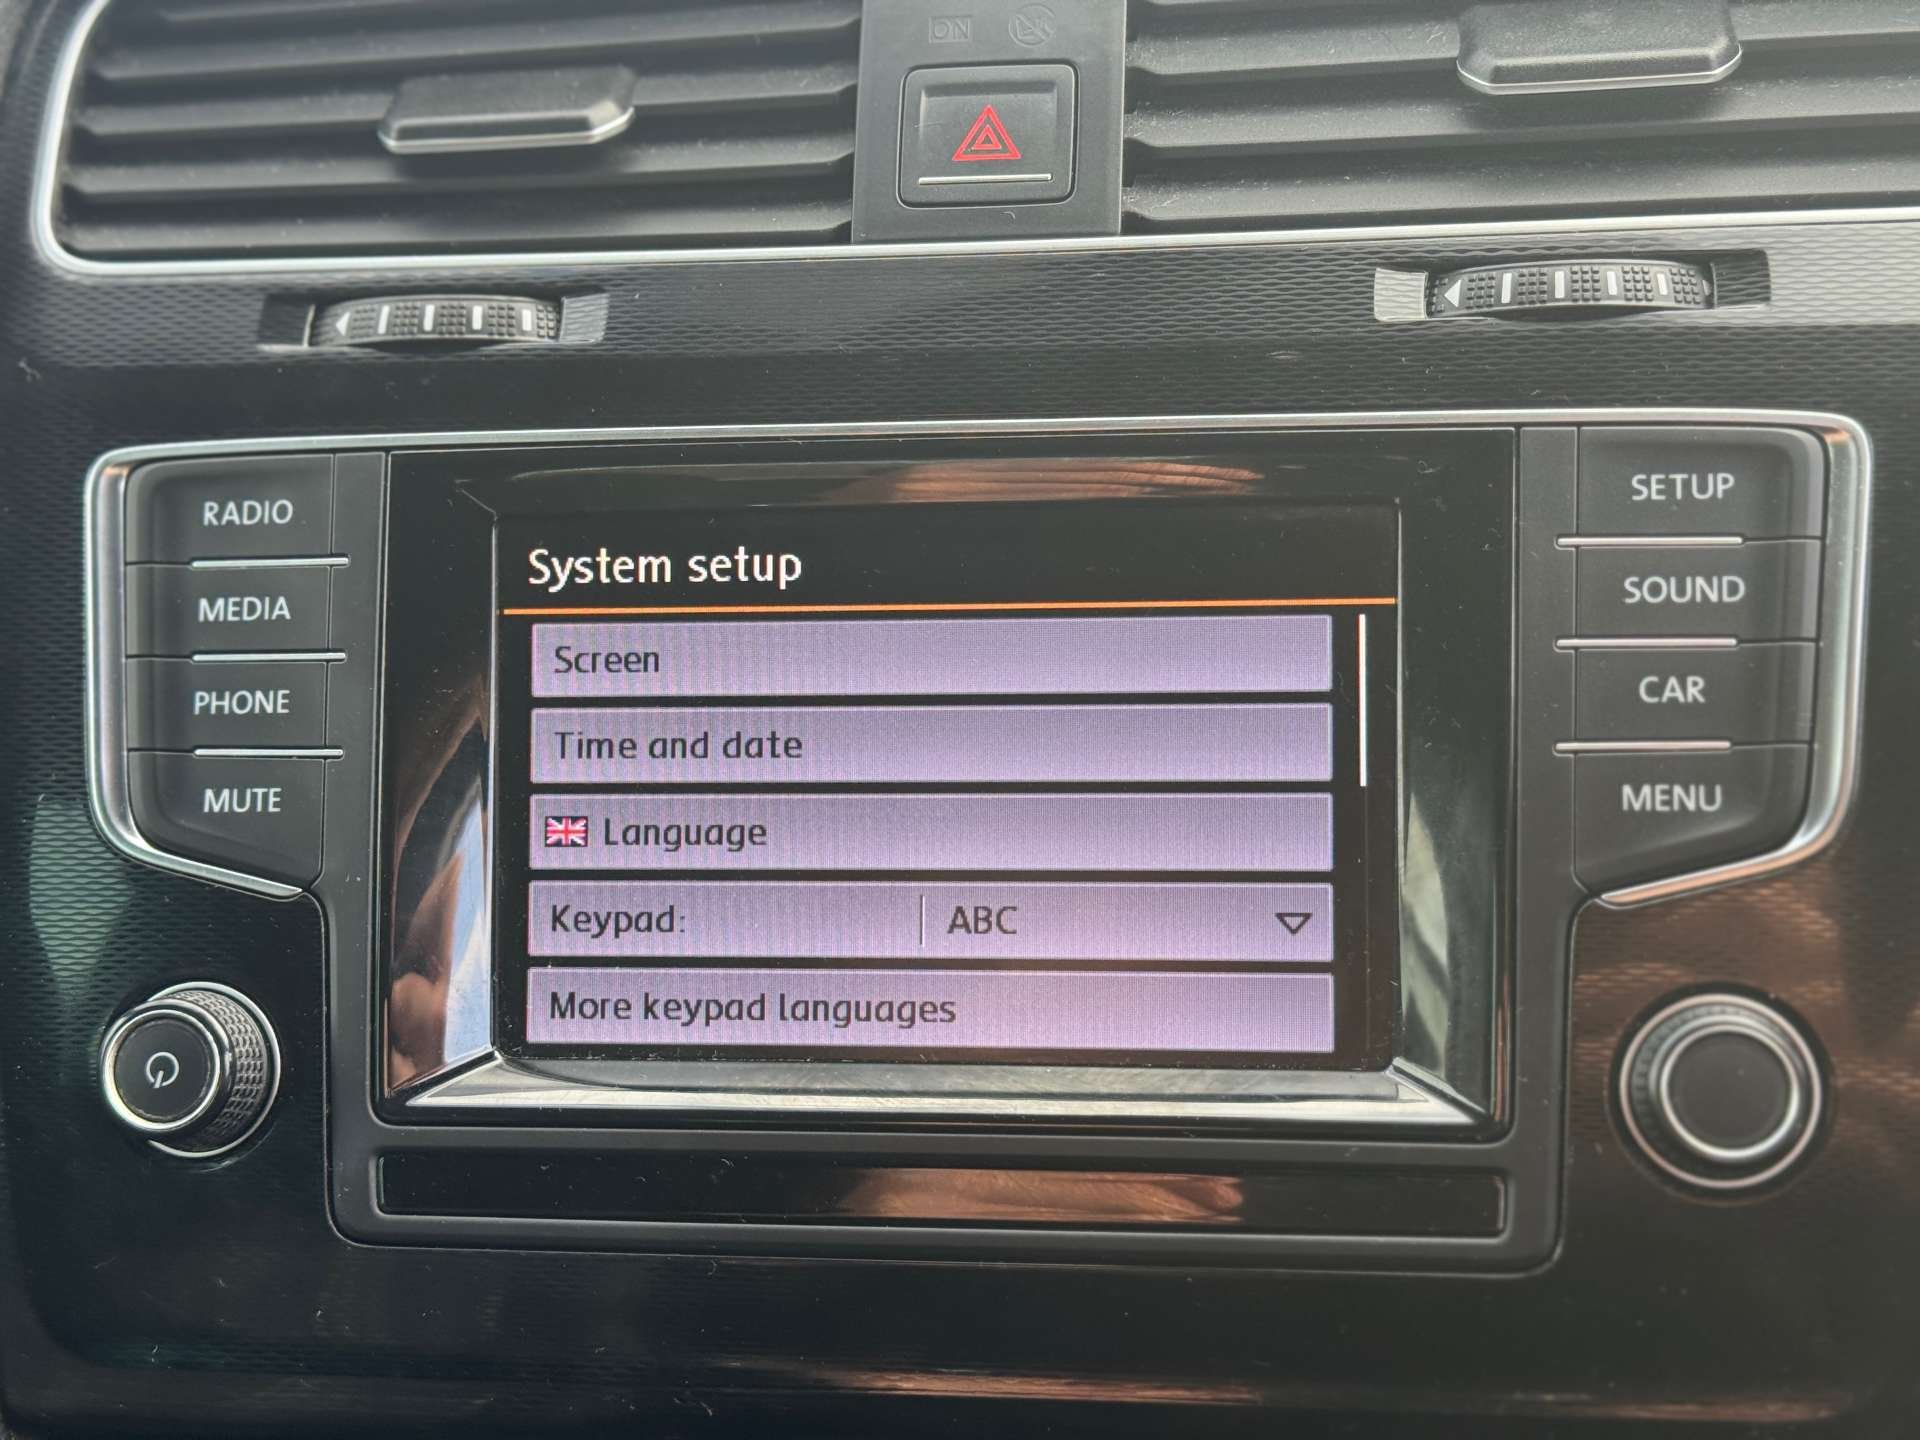 ON
RADIO
MEDIA
PHONE
MUTE
System setup
Screen
Time and date
Language
Keypad: ABC
More keypad languages
SETUP
SOUND
CAR
MENU